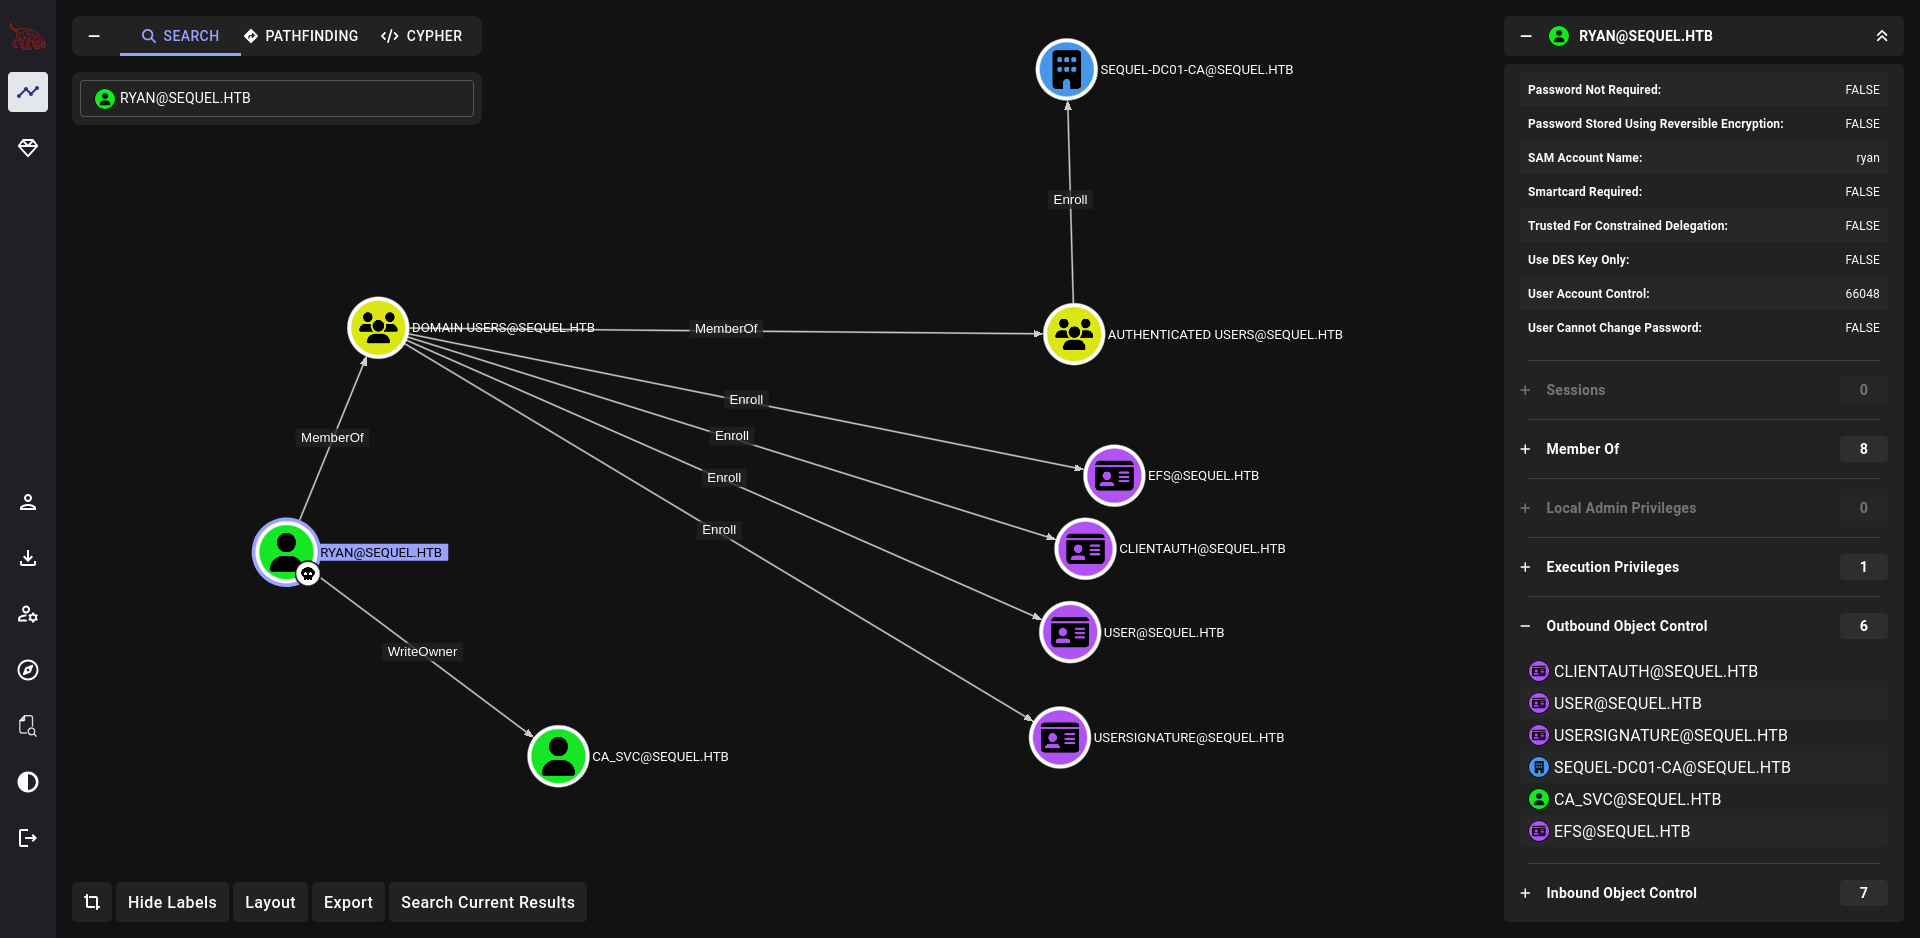 SEARCH
PATHFINDING
CYPHER
RYAN@SEQUEL.HTB
SEQUEL-DC01-CA@SEQUEL.HTB
Enroll
DOMAIN USERS@SEQUEL.HTB
MemberOf
AUTHENTICATED USERS@SEQUEL.HTB
Enroll
Enroll
MemberOf
Enroll
EFS@SEQUEL.HTB
Enroll
CLIENTAUTH@SEQUEL.HTB
RYAN@SEQUEL.HTB
USER@SEQUEL.HTB
WriteOwner
USERSIGNATURE@SEQUEL.HTB
CA_SVC@SEQUEL.HTB
Hide Labels
Layout
Export
Search Current Results
RYAN@SEQUEL.HTB
Password Not Required: FALSE
Password Stored Using Reversible Encryption: FALSE
SAM Account Name: ryan
Smartcard Required: FALSE
Trusted For Constrained Delegation: FALSE
Use DES Key Only: FALSE
User Account Control: 66048
User Cannot Change Password: FALSE
Sessions 0
Member Of 8
Local Admin Privileges 0
Execution Privileges 1
Outbound Object Control 6
CLIENTAUTH@SEQUEL.HTB
USER@SEQUEL.HTB
USERSIGNATURE@SEQUEL.HTB
SEQUEL-DC01-CA@SEQUEL.HTB
CA_SVC@SEQUEL.HTB
EFS@SEQUEL.HTB
Inbound Object Control 7